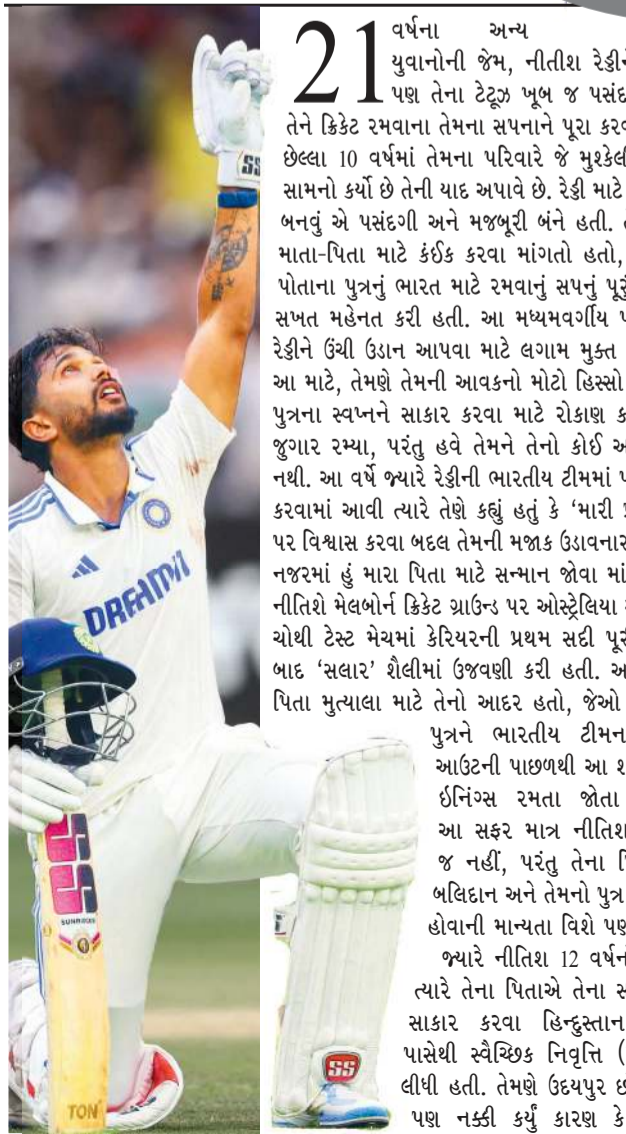 21 વર્ષના અન્ય
યુવાનોની જેમ, નીતીશ રેડ્ડીને
પણ તેના ટેટૂઝ ખૂબ જ પસંદ
તેને ક્રિકેટ રમવાના તેમના સપનાને પૂરા કરવ
છેલ્લા 10 વર્ષમાં તેમના પરિવારે જે મુશ્કેલી
સામનો કર્યો છે તેની યાદ અપાવે છે. રેડ્ડી માટે
બનવું એ પસંદગી અને મજબૂરી બંને હતી.
માતા-પિતા માટે કંઈક કરવા માંગતો હતો,
પોતાના પુત્રનું ભારત માટે રમવાનું સપનું પૂરું
સખત મહેનત કરી હતી. આ મધ્યમવર્ગીય
રેડ્ડીને ઉંચી ઉડાન આપવા માટે લગામ મુક્ત
આ માટે, તેમણે તેમની આવકનો મોટો હિસ્સો
પુત્રના સ્વપ્નને સાકાર કરવા માટે રોકાણ ક
જુગાર રમ્યા, પરંતુ હવે તેમને તેનો કોઈ અ
નથી. આ વર્ષે જ્યારે રેડ્ડીની ભારતીય ટીમમાં પ
કરવામાં આવી ત્યારે તેણે કહ્યું હતું કે ‘મારી પ્ર
પર વિશ્વાસ કરવા બદલ તેમની મજાક ઉડાવનાર
નજરમાં હું મારા પિતા માટે સન્માન જોવા માં
નીતિશે મેલબોર્ન ક્રિકેટ ગ્રાઉન્ડ પર ઓસ્ટ્રેલિયા
ચોથી ટેસ્ટ મેચમાં કેરિયરની પ્રથમ સદી પૂરી
બાદ ‘સલાર’ શૈલીમાં ઉજવણી કરી હતી. આ
પિતા મુત્યાલા માટે તેનો આદર હતો, જેઓ
પુત્રને ભારતીય ટીમન
આઉટની પાછળથી આ શ
ઇનિંગ્સ રમતા જોતા
આ સફર માત્ર નીતિશ
જ નહીં, પરંતુ તેના પિ
બલિદાન અને તેમનો પુત્ર
હોવાની માન્યતા વિશે પણ
જ્યારે નીતિશ 12 વર્ષનો
ત્યારે તેના પિતાએ તેના સ
સાકાર કરવા હિન્દુસ્તાન
પાસેથી સ્વૈચ્છિક નિવૃત્તિ (
લીધી હતી. તેમણે ઉદયપુર છ
પણ નક્કી કર્યું કારણ કે
SS
DREAM11
SUNRIDGES
SS
TON